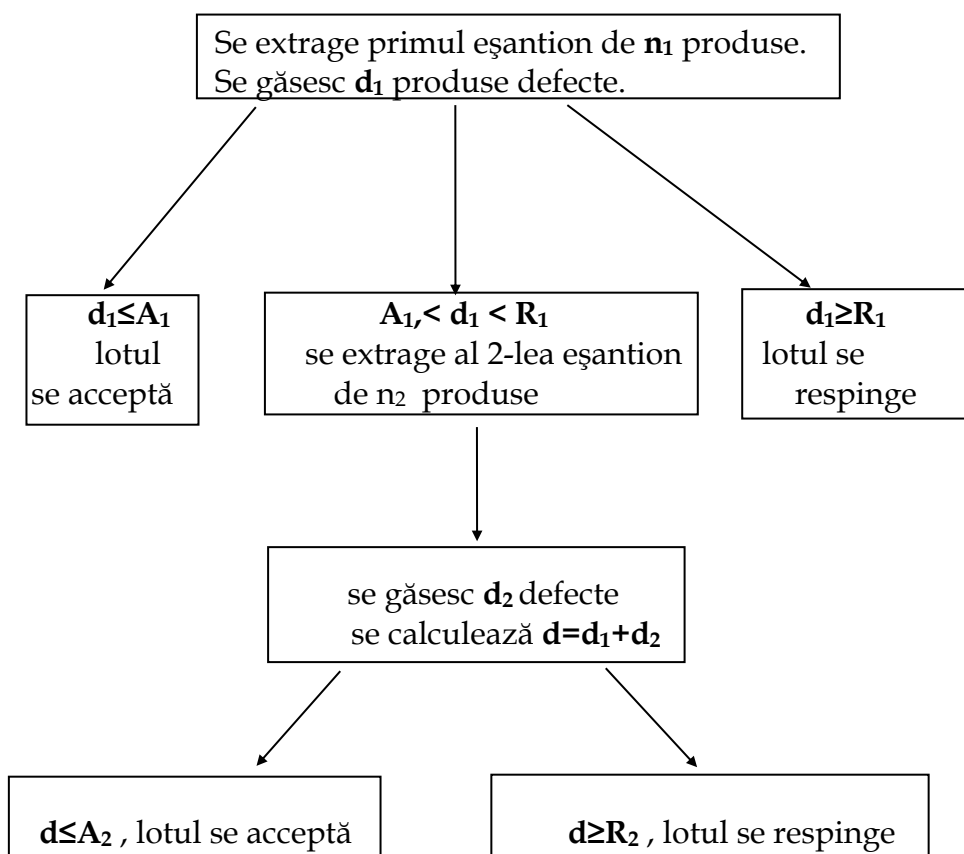 Se extrage primul eşantion de n₁ produse.
Se găsesc d₁ produse defecte.
d₁≤A₁
lotul
se acceptă
A₁,< d₁ < R₁
se extrage al 2-lea eşantion
de n₂ produse
d₁≥R₁
lotul se
respinge
se găsesc d₂ defecte
se calculează d=d₁+d₂
d≤A₂ , lotul se acceptă
d≥R₂ , lotul se respinge